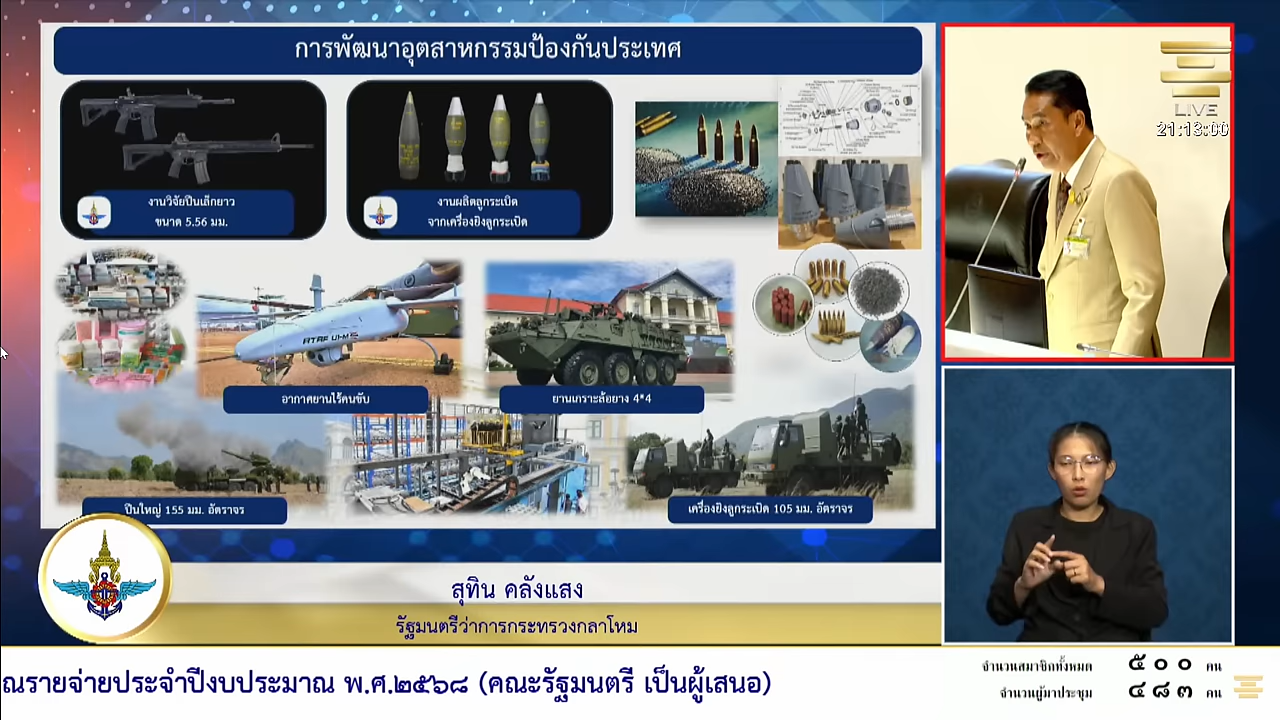 การพัฒนาอุตสาหกรรมป้องกันประเทศ
LIVE
21:13:00
งานวิจัยปืนเล็กยาว
ขนาด 5.56 มม.
งานผลิตลูกระเบิด
จากเครื่องยิงลูกระเบิด
RTAF U1-M
อากาศยานไร้คนขับ
ยานเกราะล้อยาง 4*4
ปืนใหญ่ 155 มม. อัตราจร
เครื่องยิงลูกระเบิด 105 มม. อัตราจร
สุทิน คลังแสง
รัฐมนตรีว่าการกระทรวงกลาโหม
ณรายจ่ายประจำปีงบประมาณ พ.ศ.๒๕๖๘ (คณะรัฐมนตรี เป็นผู้เสนอ)
จำนวนสมาชิกทั้งหมด ๕๐๐ คน
จำนวนผู้มาประชุม ๔๘๓ คน